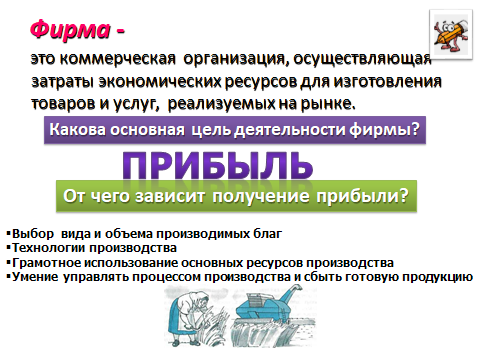 Фирма -
это коммерческая организация, осуществляющая
затраты экономических ресурсов для изготовления
товаров и услуг, реализуемых на рынке.
Какова основная цель деятельности фирмы?
ПРИБЫЛЬ
От чего зависит получение прибыли?
▪Выбор вида и объема производимых благ
▪Технологии производства
▪Грамотное использование основных ресурсов производства
▪Умение управлять процессом производства и сбыть готовую продукцию